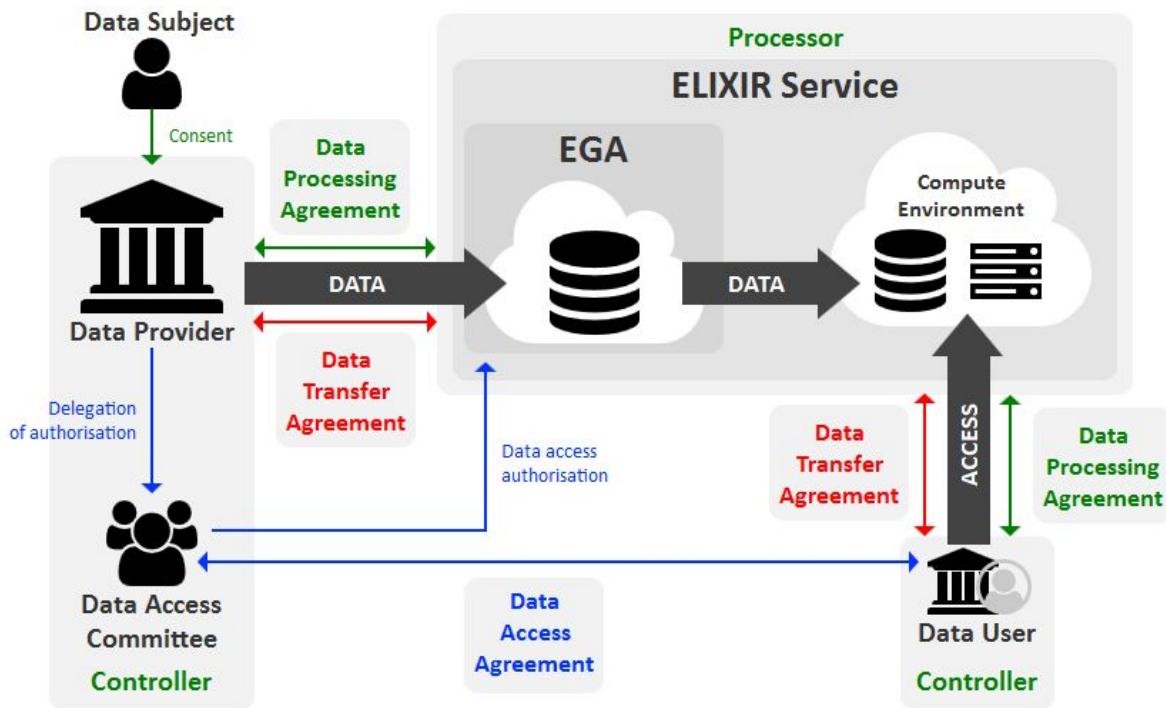 Data Subject
Consent
Data Provider
Delegation
of authorisation
Data Access
Committee
Controller
Data
Processing
Agreement
DATA
Data
Transfer
Agreement
Processor
ELIXIR Service
EGA
DATA
Compute
Environment
Data access
authorisation
Data
Access
Agreement
Data
Transfer
Agreement
ACCESS
Data
Processing
Agreement
Data User
Controller